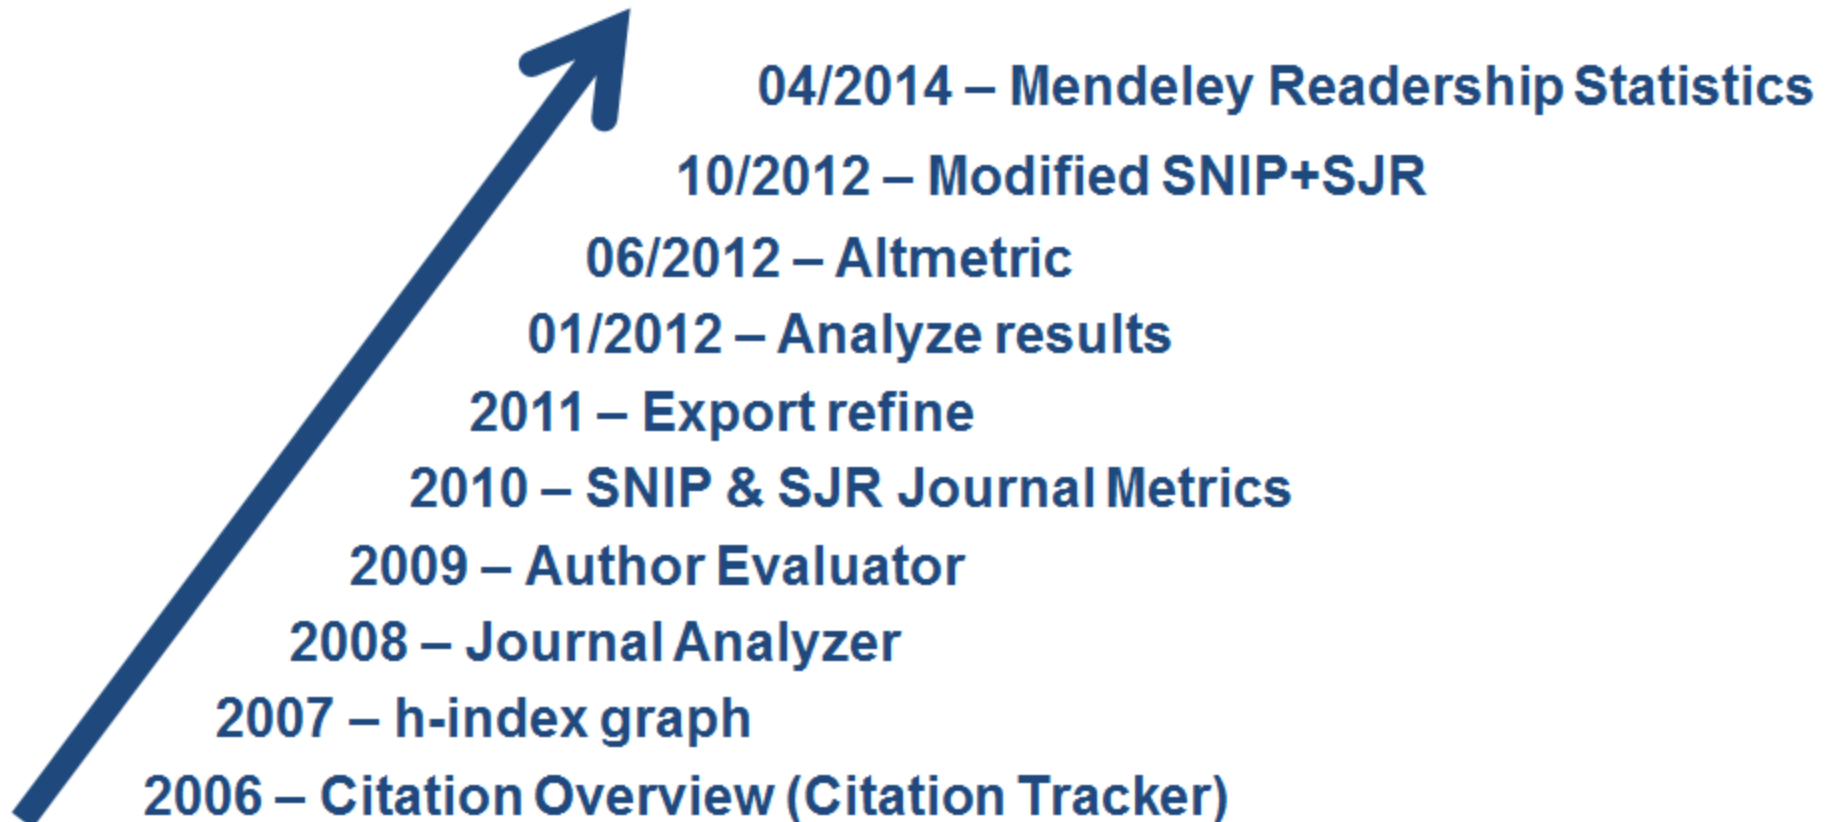 04/2014 – Mendeley Readership Statistics
10/2012 – Modified SNIP+SJR
06/2012 – Altmetric
01/2012 – Analyze results
2011 – Export refine
2010 – SNIP & SJR Journal Metrics
2009 – Author Evaluator
2008 – Journal Analyzer
2007 – h-index graph
2006 – Citation Overview (Citation Tracker)